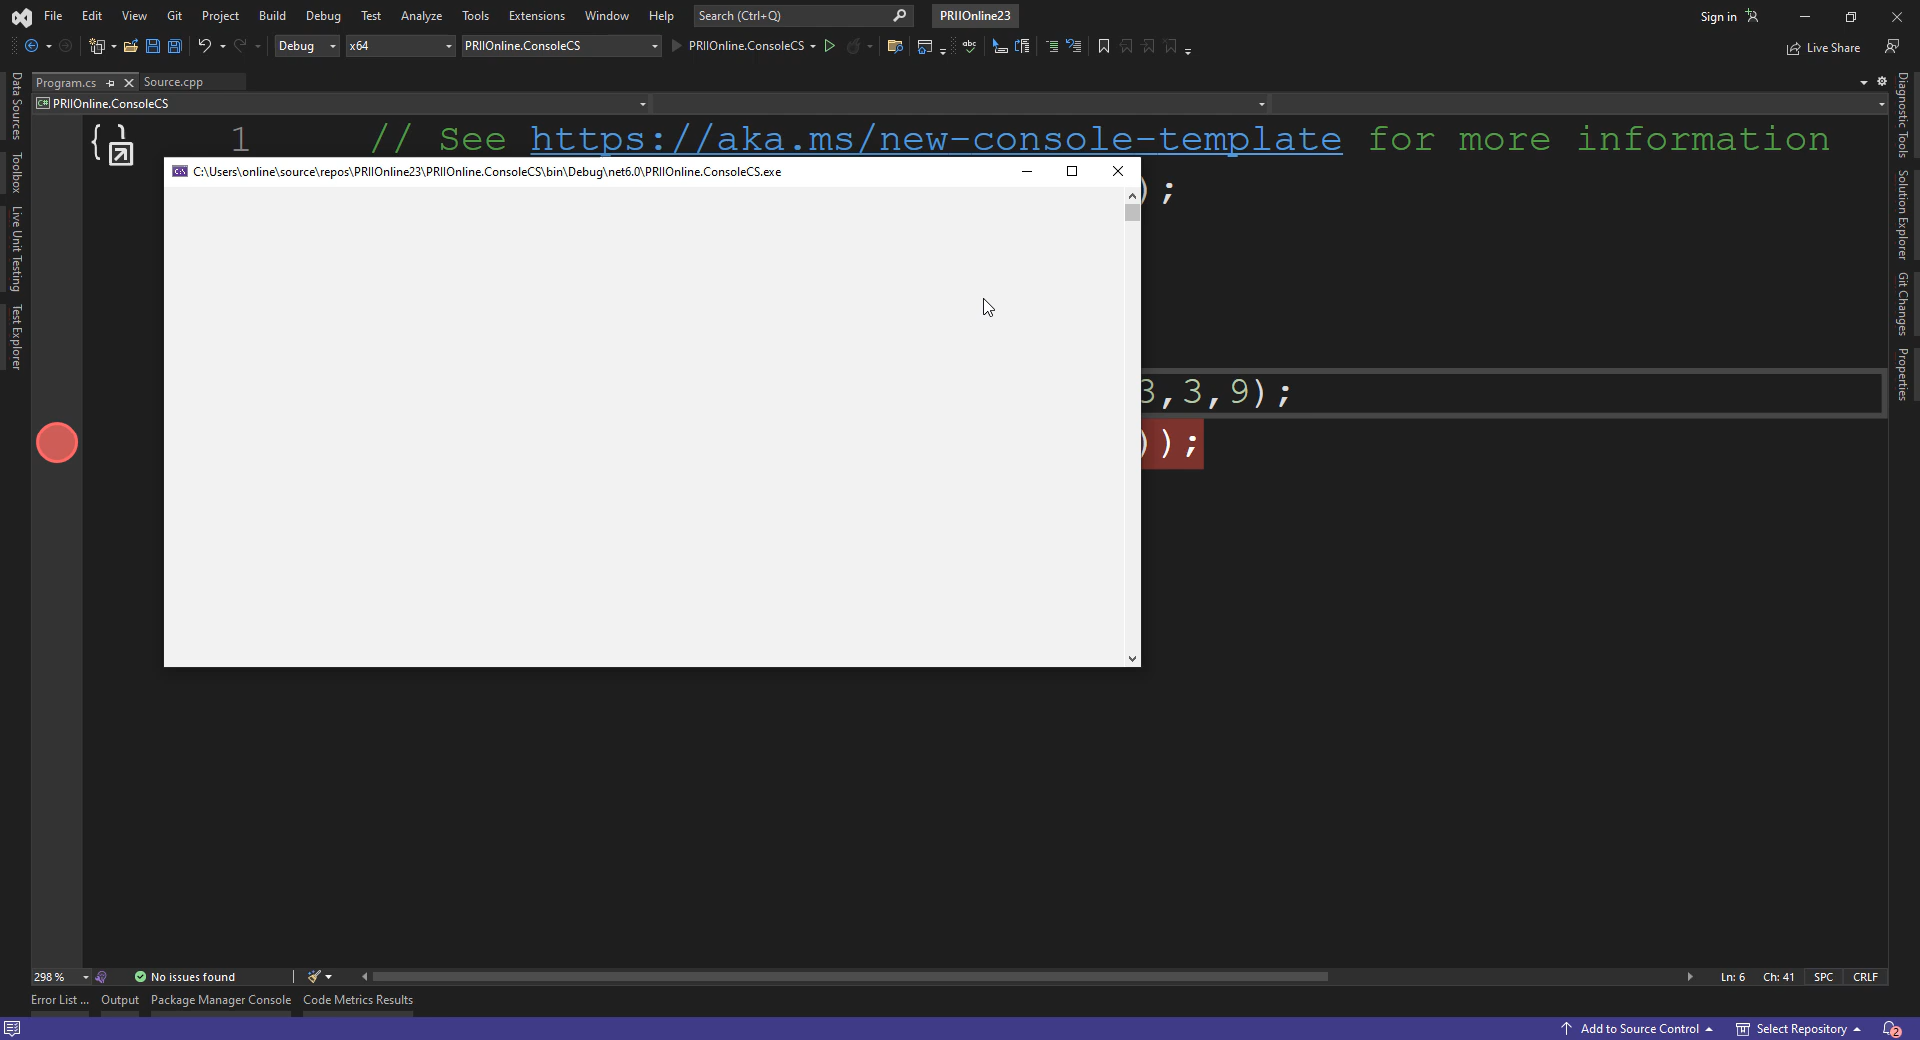 File Edit View Git Project Build Debug Test Analyze Tools Extensions Window Help Search (Ctrl+Q) PRIIOnline23 Sign in
Debug x64 PRIIOnline.ConsoleCS PRIIOnline.ConsoleCS Live Share
Program.cs Source.cpp
C# PRIIOnline.ConsoleCS
Data Sources
Toolbox
Live Unit Testing
Test Explorer
1 // See https://aka.ms/new-console-template for more information
C:\Users\online\source\repos\PRIIOnline23\PRIIOnline.ConsoleCS\bin\Debug\net6.0\PRIIOnline.ConsoleCS.exe
);
3,3,9);
));
Diagnostic Tools
Solution Explorer
Git Changes
Properties
298 % No issues found Ln: 6 Ch: 41 SPC CRLF
Error List ... Output Package Manager Console Code Metrics Results
Add to Source Control Select Repository 2